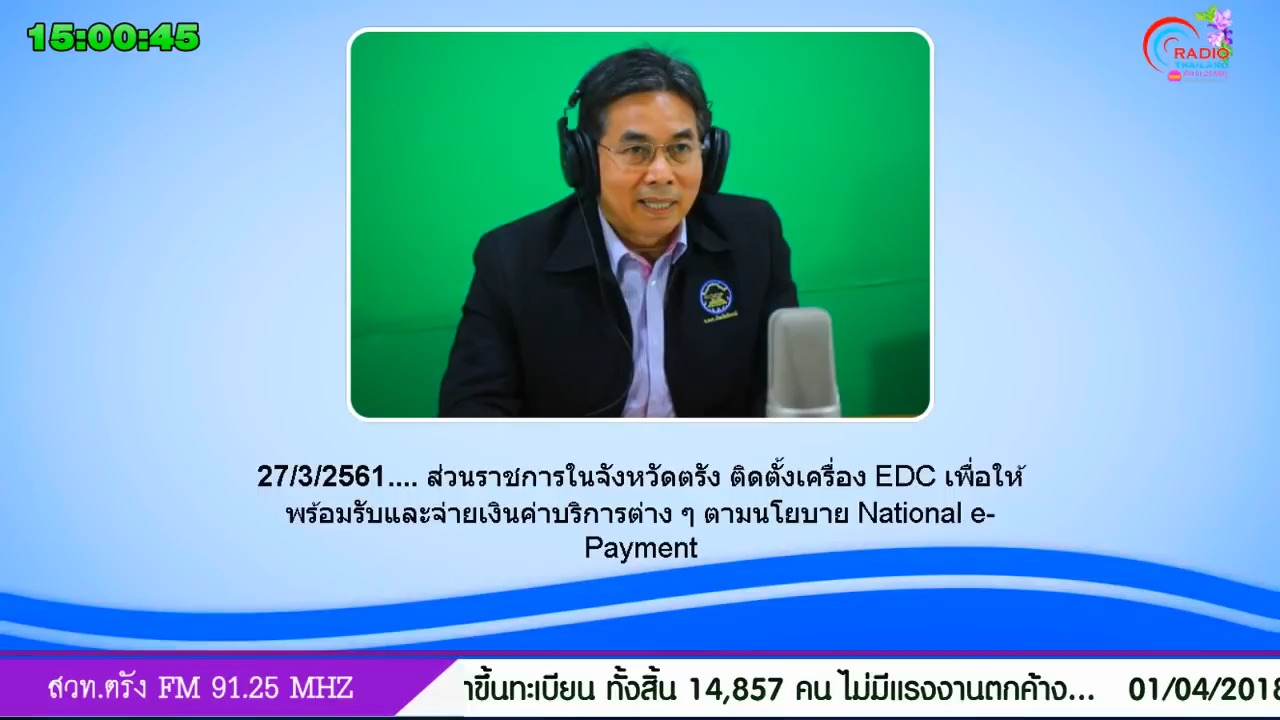 15:00:45
RADIO
THAILAND
27/3/2561.... ส่วนราชการในจังหวัดตรัง ติดตั้งเครื่อง EDC เพื่อให้
พร้อมรับและจ่ายเงินค่าบริการต่าง ๆ ตามนโยบาย National e-
Payment
สวท.ตรัง FM 91.25 MHZ
าขึ้นทะเบียน ทั้งสิ้น 14,857 คน ไม่มีแรงงานตกค้าง... 01/04/2018